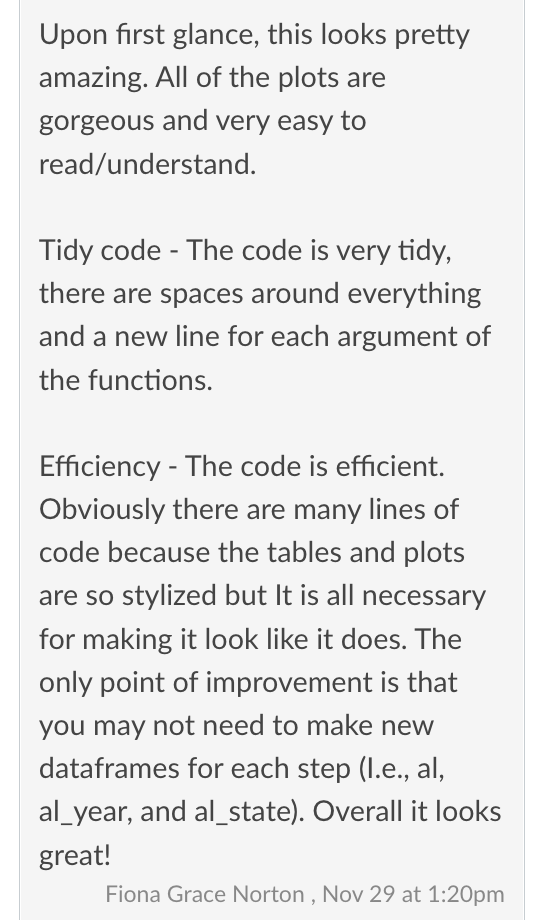 Upon first glance, this looks pretty
amazing. All of the plots are
gorgeous and very easy to
read/understand.
Tidy code - The code is very tidy,
there are spaces around everything
and a new line for each argument of
the functions.
Efficiency - The code is efficient.
Obviously there are many lines of
code because the tables and plots
are so stylized but It is all necessary
for making it look like it does. The
only point of improvement is that
you may not need to make new
dataframes for each step (I.e., al,
al_year, and al_state). Overall it looks
great!
Fiona Grace Norton , Nov 29 at 1:20pm